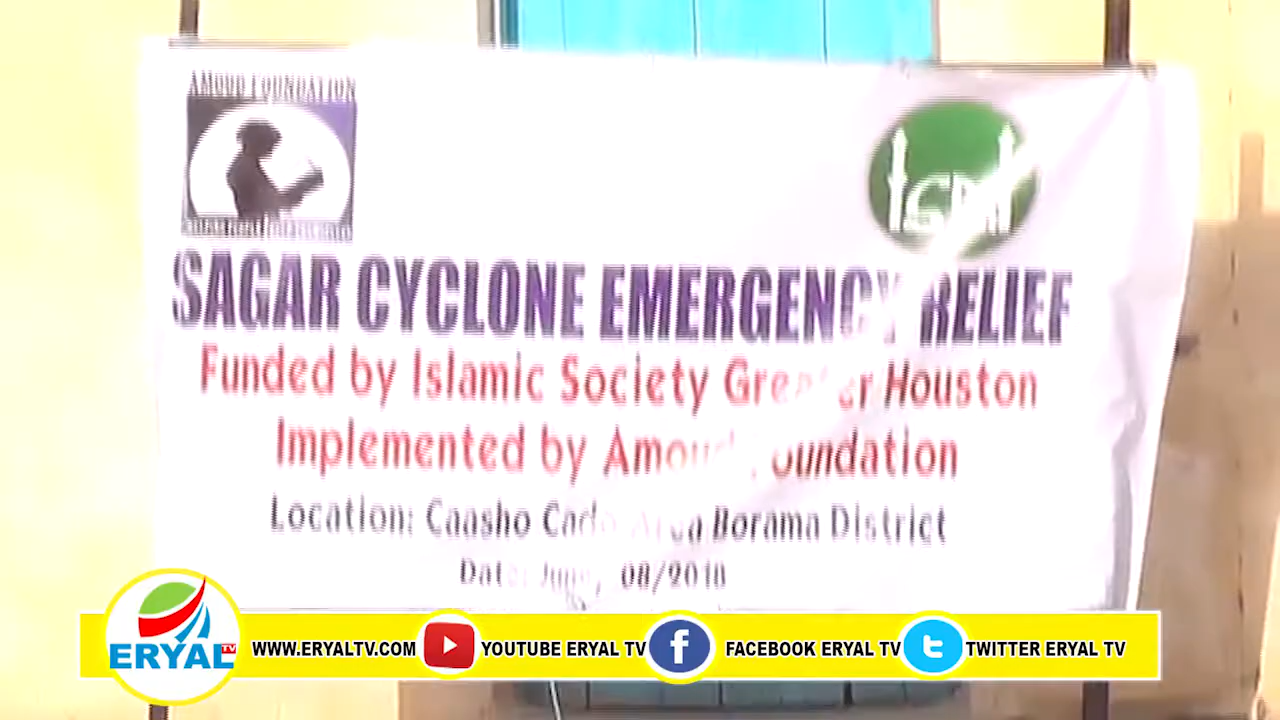 AMOUD FOUNDATION
ISGH
SAGAR CYCLONE EMERGENCY RELIEF
Funded by Islamic Society Greater Houston
Implemented by Amoud Foundation
Location: Caasho Cado Area Borama District
Date: June, 08/2018
ERYAL TV
WWW.ERYALTV.COM
YOUTUBE ERYAL TV
FACEBOOK ERYAL TV
TWITTER ERYAL TV